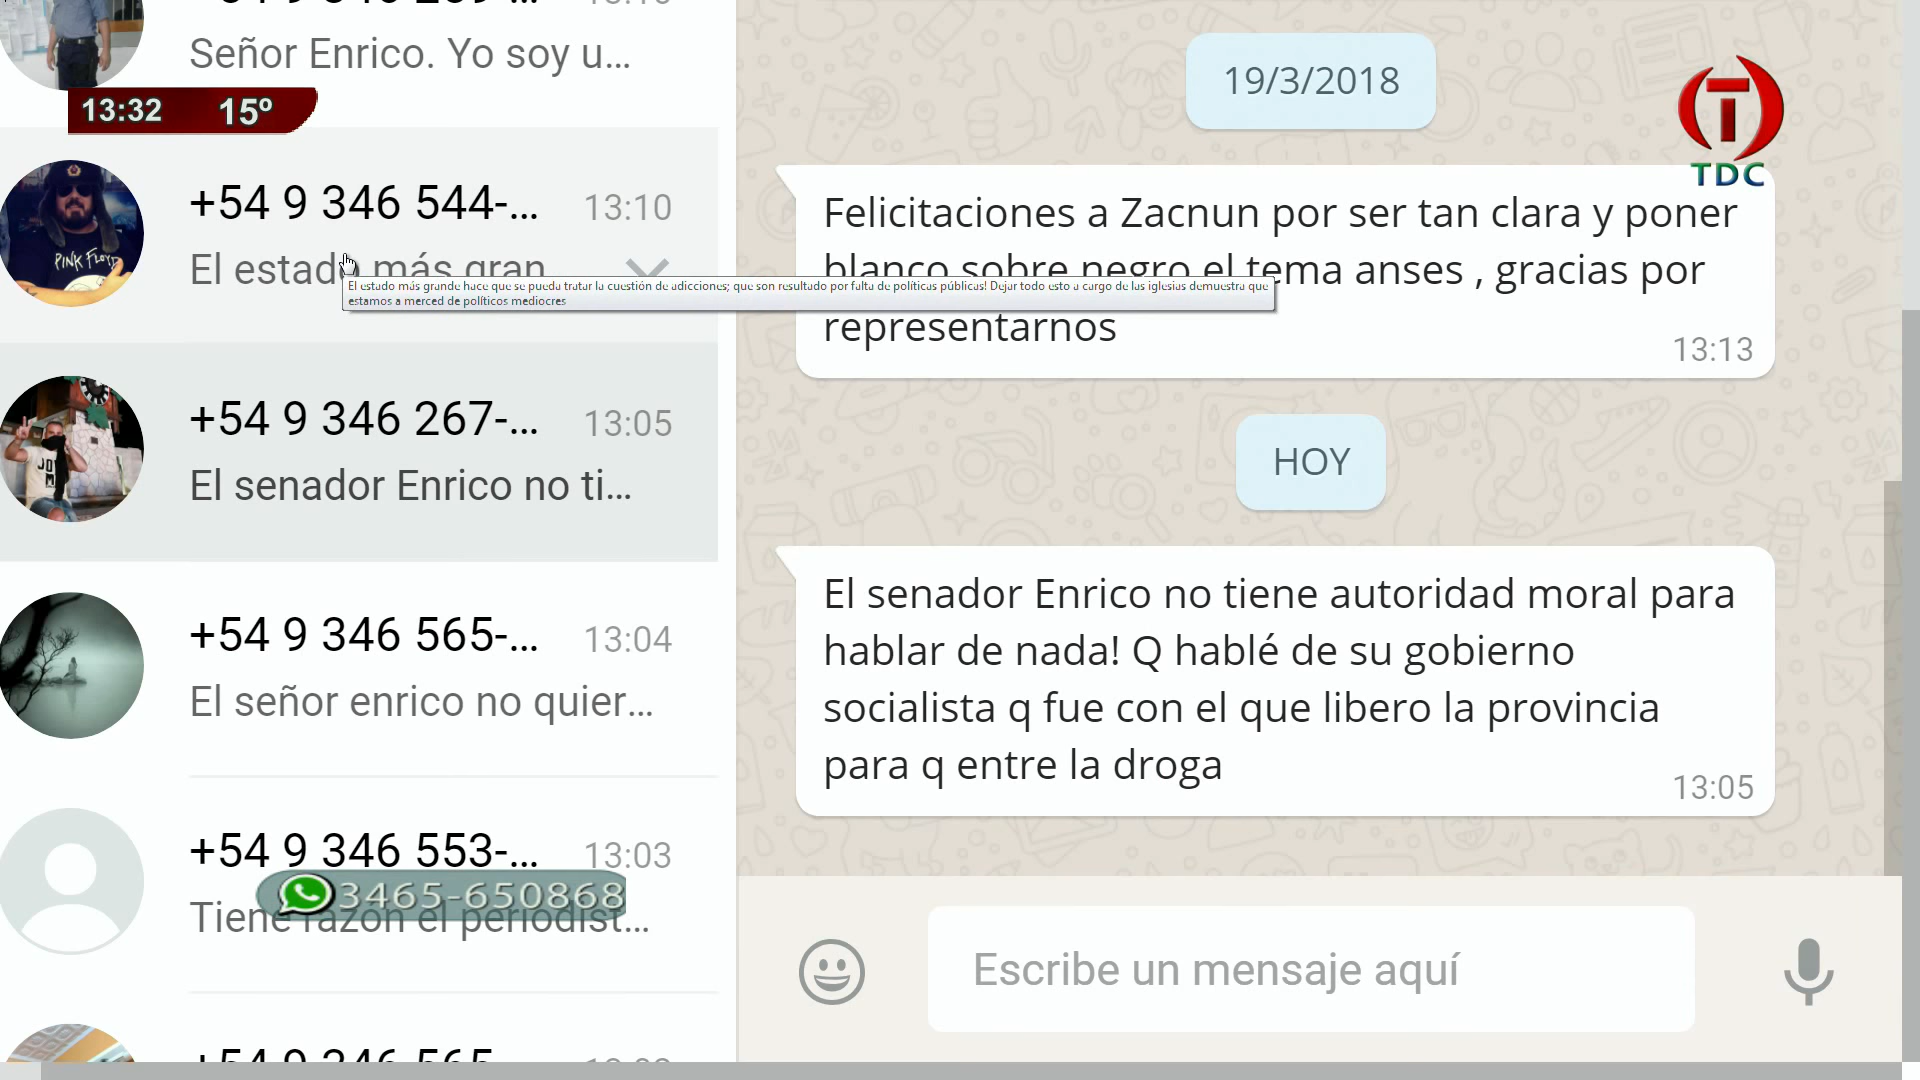 Señor Enrico. Yo soy u...
13:32 15º
+54 9 346 544-... 13:10
El estado más gran
El estado más grande hace que se pueda tratar la cuestión de adicciones; que son resultado por falta de políticas públicas! Dejar todo esto a cargo de las iglesias demuestra que
estamos a merced de políticos mediocres
PINK FLOYD
+54 9 346 267-... 13:05
El senador Enrico no ti...
+54 9 346 565-... 13:04
El señor enrico no quier...
+54 9 346 553-... 13:03
3465-650868
Tiene razón el periodist...
+54 9 346 565
19/3/2018
T
TDC
Felicitaciones a Zacnun por ser tan clara y poner
blanco sobre negro el tema anses , gracias por
representarnos
13:13
HOY
El senador Enrico no tiene autoridad moral para
hablar de nada! Q hablé de su gobierno
socialista q fue con el que libero la provincia
para q entre la droga
13:05
Escribe un mensaje aquí